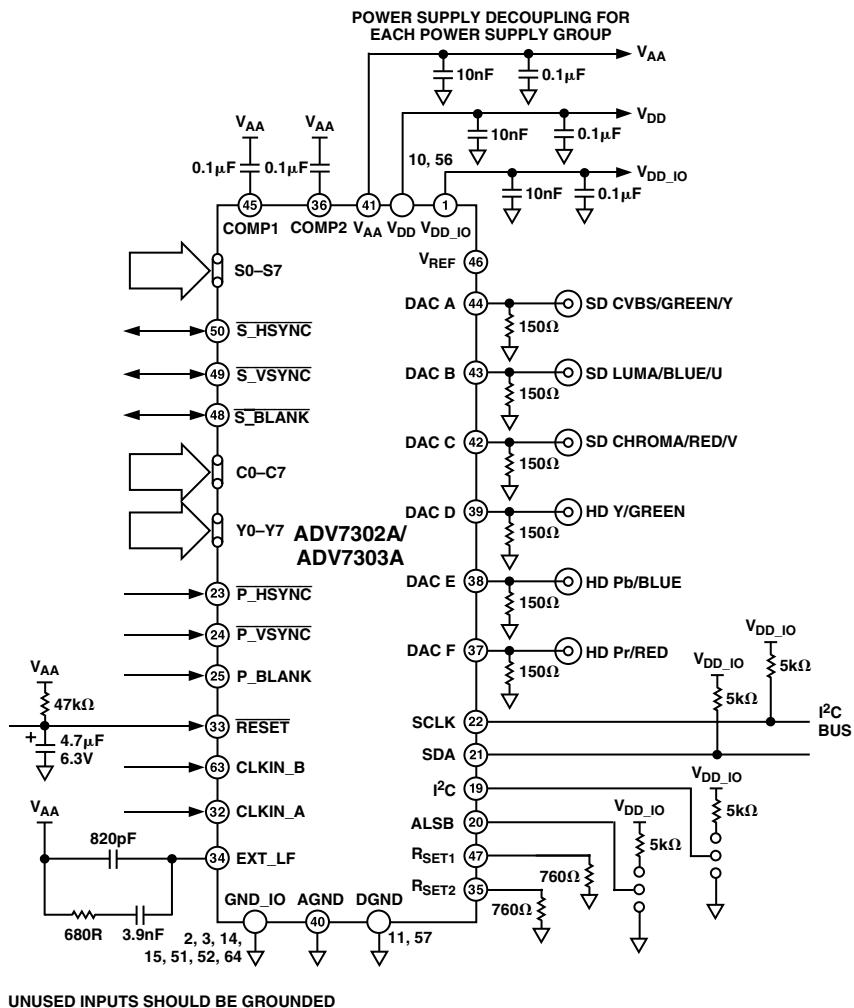 POWER SUPPLY DECOUPLING FOR
EACH POWER SUPPLY GROUP
VAA
10nF
0.1µF
VAA
VAA
VDD
10nF
0.1µF
10, 56
0.1µF
0.1µF
VDD_IO
10nF
0.1µF
45
36
41
1
COMP1
COMP2
VAA
VDD
VDD_IO
VREF
46
S0–S7
DAC A
44
SD CVBS/GREEN/Y
150Ω
50
S_HSYNC
49
S_VSYNC
DAC B
43
SD LUMA/BLUE/U
150Ω
48
S_BLANK
DAC C
42
SD CHROMA/RED/V
150Ω
C0–C7
DAC D
39
HD Y/GREEN
150Ω
Y0–Y7
ADV7302A/
ADV7303A
DAC E
38
HD Pb/BLUE
150Ω
23
P_HSYNC
24
P_VSYNC
DAC F
37
HD Pr/RED
150Ω
VDD_IO
5kΩ
VDD_IO
5kΩ
25
P_BLANK
VAA
47kΩ
33
RESET
4.7µF
6.3V
+
SCLK
22
I2C
BUS
SDA
21
63
CLKIN_B
I2C
19
VDD_IO
5kΩ
32
CLKIN_A
ALSB
20
VDD_IO
5kΩ
VAA
820pF
34
EXT_LF
RSET1
47
760Ω
RSET2
35
760Ω
680R
3.9nF
GND_IO
AGND
DGND
40
2, 3, 14,
15, 51, 52, 64
11, 57
UNUSED INPUTS SHOULD BE GROUNDED